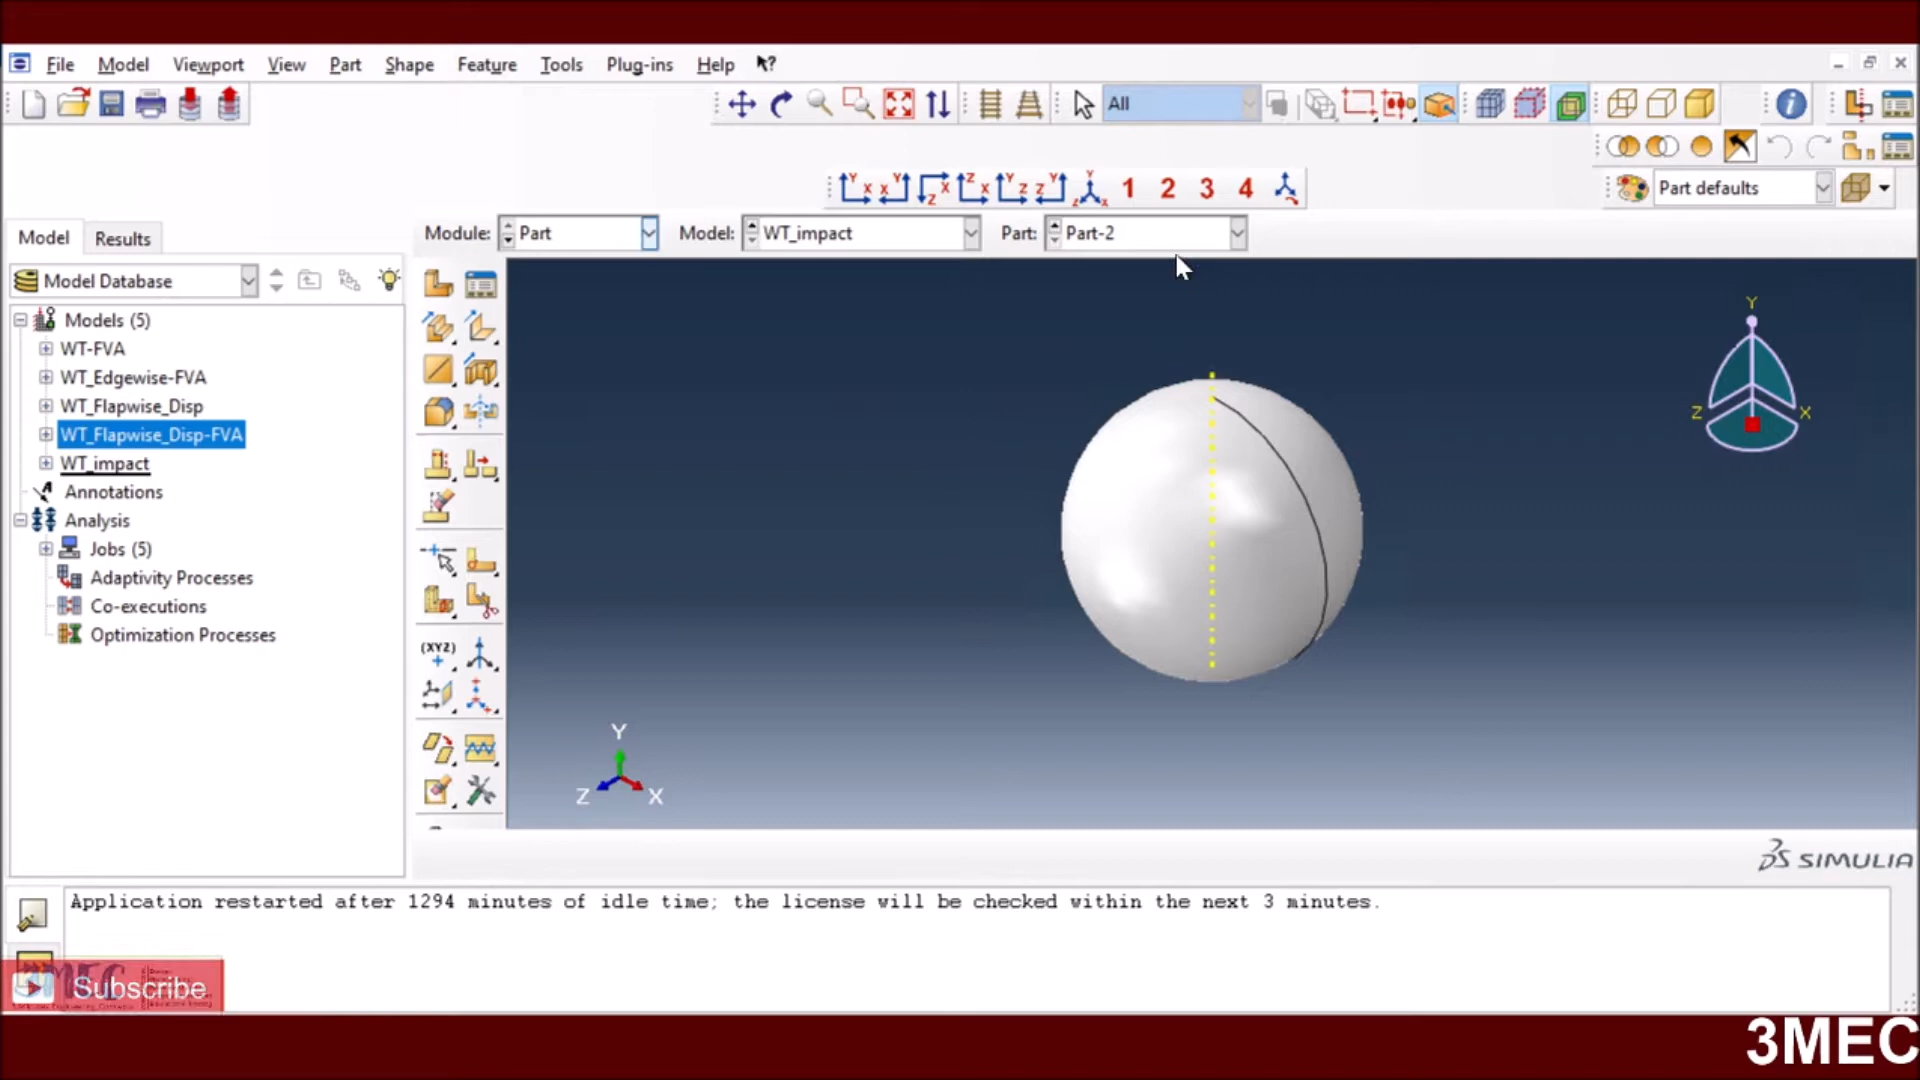 File Model Viewport View Part Shape Feature Tools Plug-ins Help
All
1 2 3 4
Part defaults
Model Results
Module: Part Model: WT_impact Part: Part-2
Model Database
Models (5)
WT-FVA
WT_Edgewise-FVA
WT_Flapwise_Disp
WT_Flapwise_Disp-FVA
WT_impact
Annotations
Analysis
Jobs (5)
Adaptivity Processes
Co-executions
Optimization Processes
(XYZ)
Y
Z X
Y
Z X
SIMULIA
Application restarted after 1294 minutes of idle time; the license will be checked within the next 3 minutes.
Subscribe
3MEC